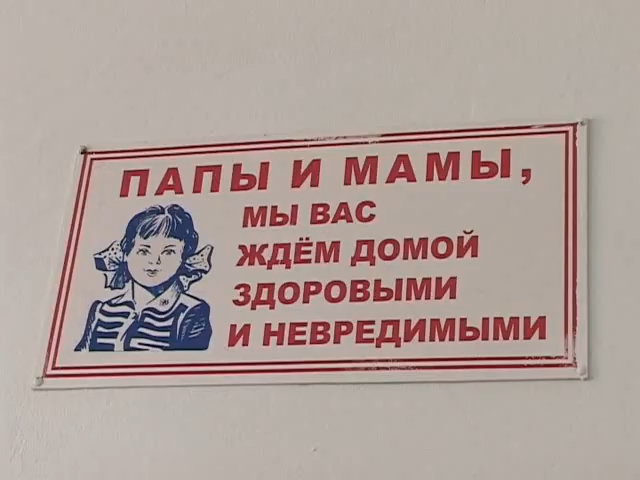 ПАПЫ И МАМЫ,
МЫ ВАС
ЖДЁМ ДОМОЙ
ЗДОРОВЫМИ
И НЕВРЕДИМЫМИ